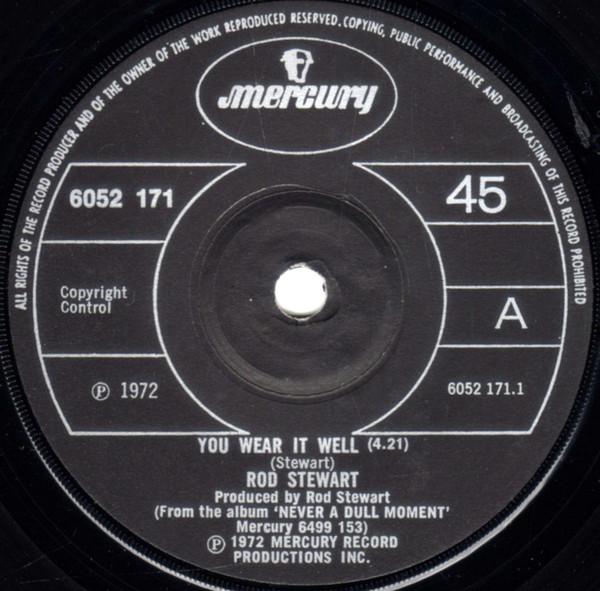 ALL RIGHTS OF THE RECORD PRODUCER AND OF THE OWNER OF THE WORK REPRODUCED RESERVED. COPYING, PUBLIC PERFORMANCE AND BROADCASTING OF THIS RECORD PROHIBITED
mercury
6052 171
45
Copyright
Control
A
Ⓟ 1972
6052 171.1
YOU WEAR IT WELL (4.21)
(Stewart)
ROD STEWART
Produced by Rod Stewart
(From the album 'NEVER A DULL MOMENT'
Mercury 6499 153)
Ⓟ 1972 MERCURY RECORD
PRODUCTIONS INC.